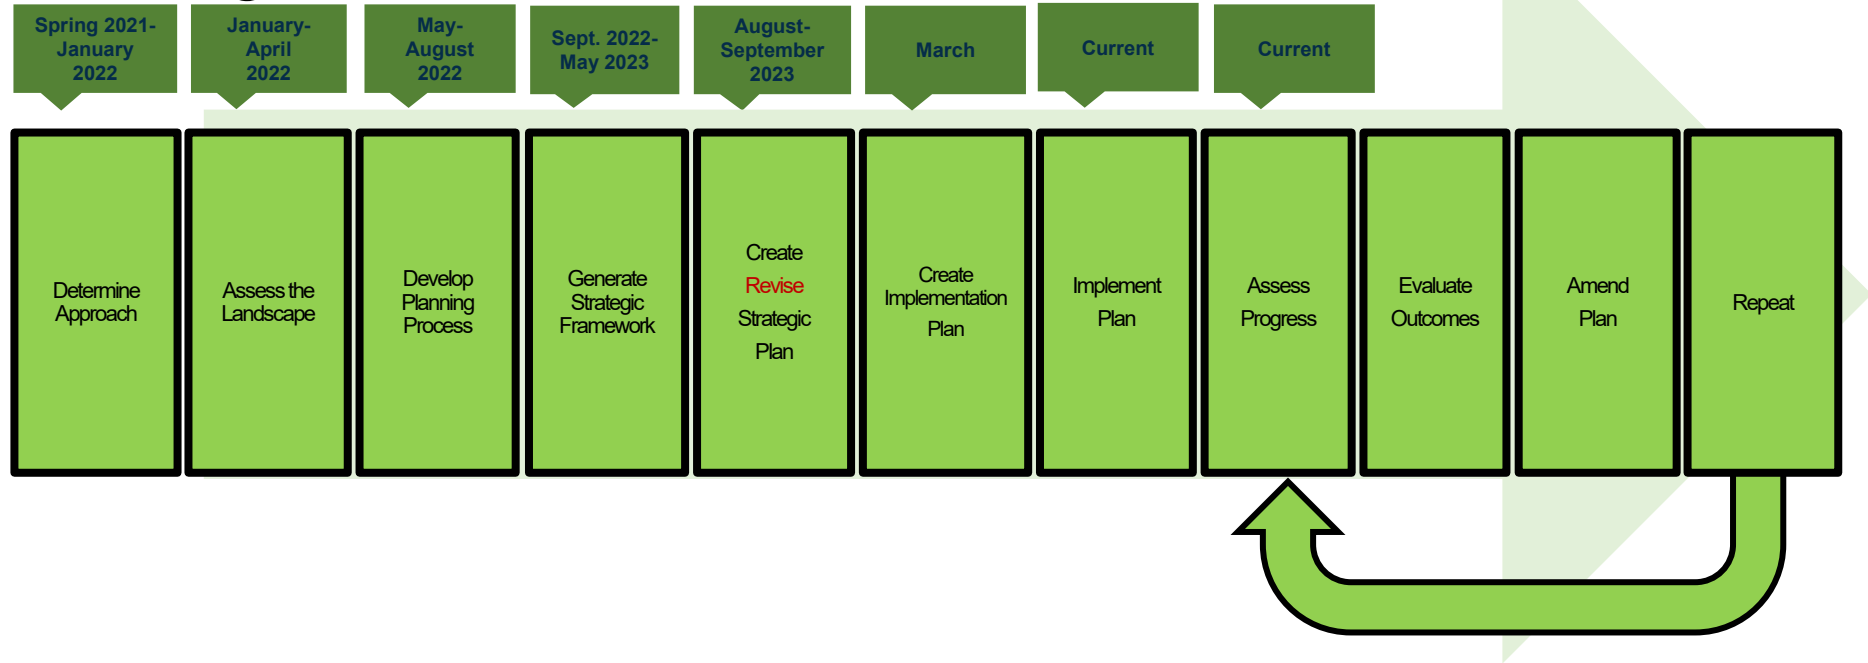 Spring 2021-
January
2022
January-
April
2022
May-
August
2022
Sept. 2022-
May 2023
August-
September
2023
March
Current
Current
Determine
Approach
Assess the
Landscape
Develop
Planning
Process
Generate
Strategic
Framework
Create
Revise
Strategic
Plan
Create
Implementation
Plan
Implement
Plan
Assess
Progress
Evaluate
Outcomes
Amend
Plan
Repeat